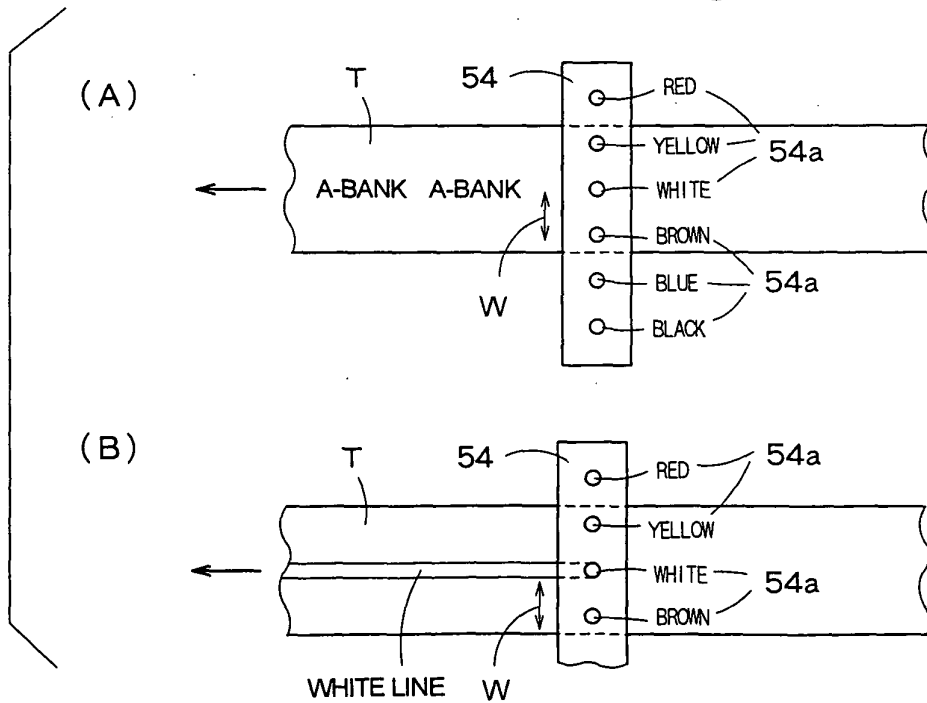 (A)
T
54
RED
YELLOW
54a
A-BANK A-BANK
WHITE
BROWN
W
BLUE
54a
BLACK
(B)
T
54
RED
54a
YELLOW
WHITE
54a
BROWN
WHITE LINE
W